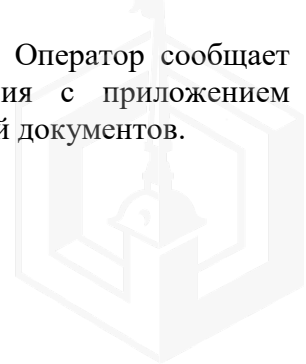 Оператор сообщает
ия с приложением
й документов.